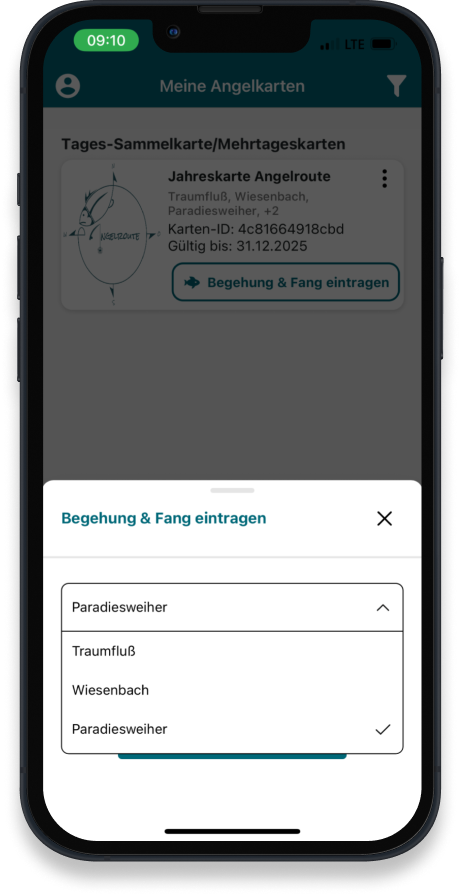 09:10
LTE
Meine Angelkarten
Tages-Sammelkarte/Mehrtageskarten
Jahreskarte Angelroute
Traumfluß, Wiesenbach,
Paradiesweiher, +2
Karten-ID: 4c81664918cbd
Gültig bis: 31.12.2025
ANGELROUTE
Begehung & Fang eintragen
Begehung & Fang eintragen
Paradiesweiher
Traumfluß
Wiesenbach
Paradiesweiher